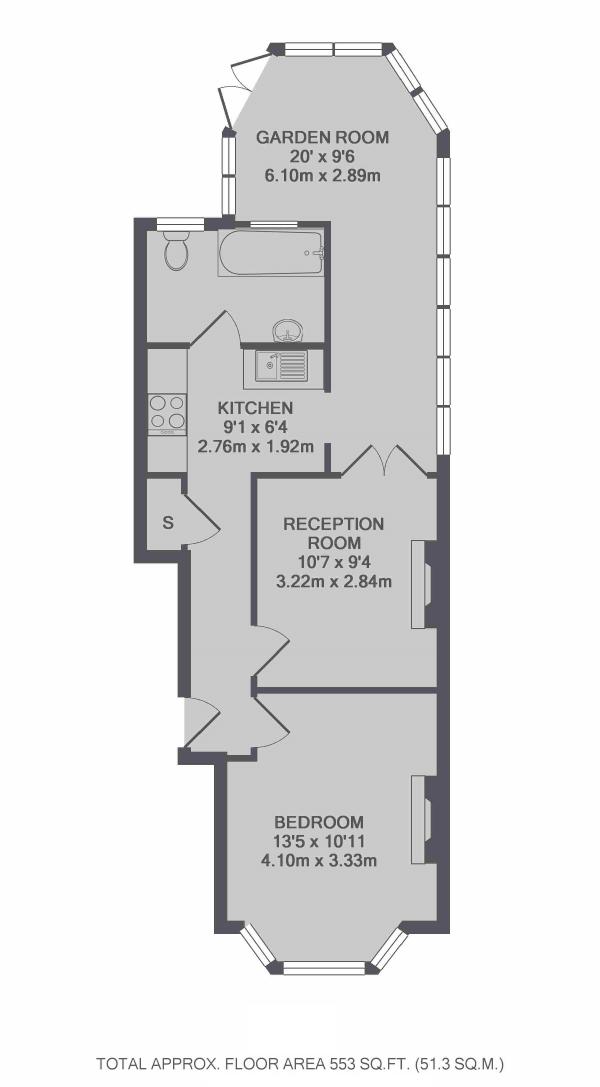 GARDEN ROOM
20' x 9'6
6.10m x 2.89m
KITCHEN
9'1 x 6'4
2.76m x 1.92m
S
RECEPTION
ROOM
10'7 x 9'4
3.22m x 2.84m
BEDROOM
13'5 x 10'11
4.10m x 3.33m
TOTAL APPROX. FLOOR AREA 553 SQ.FT. (51.3 SQ.M.)